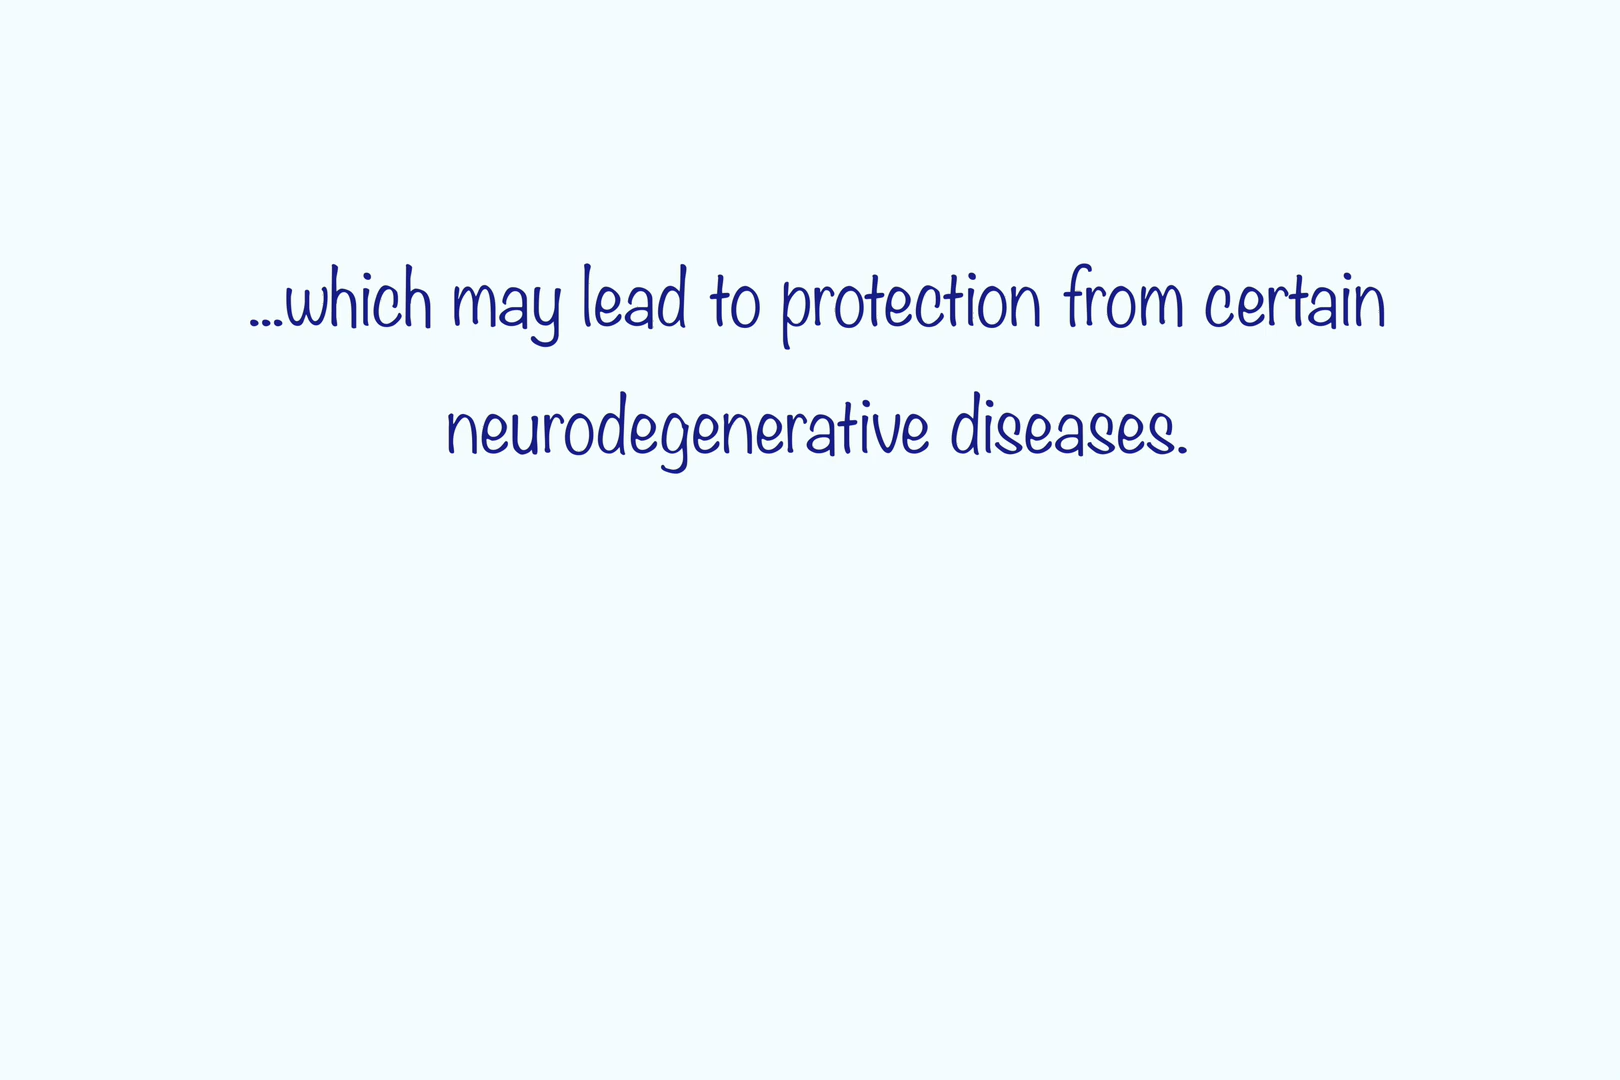 ...which may lead to protection from certain
neurodegenerative diseases.